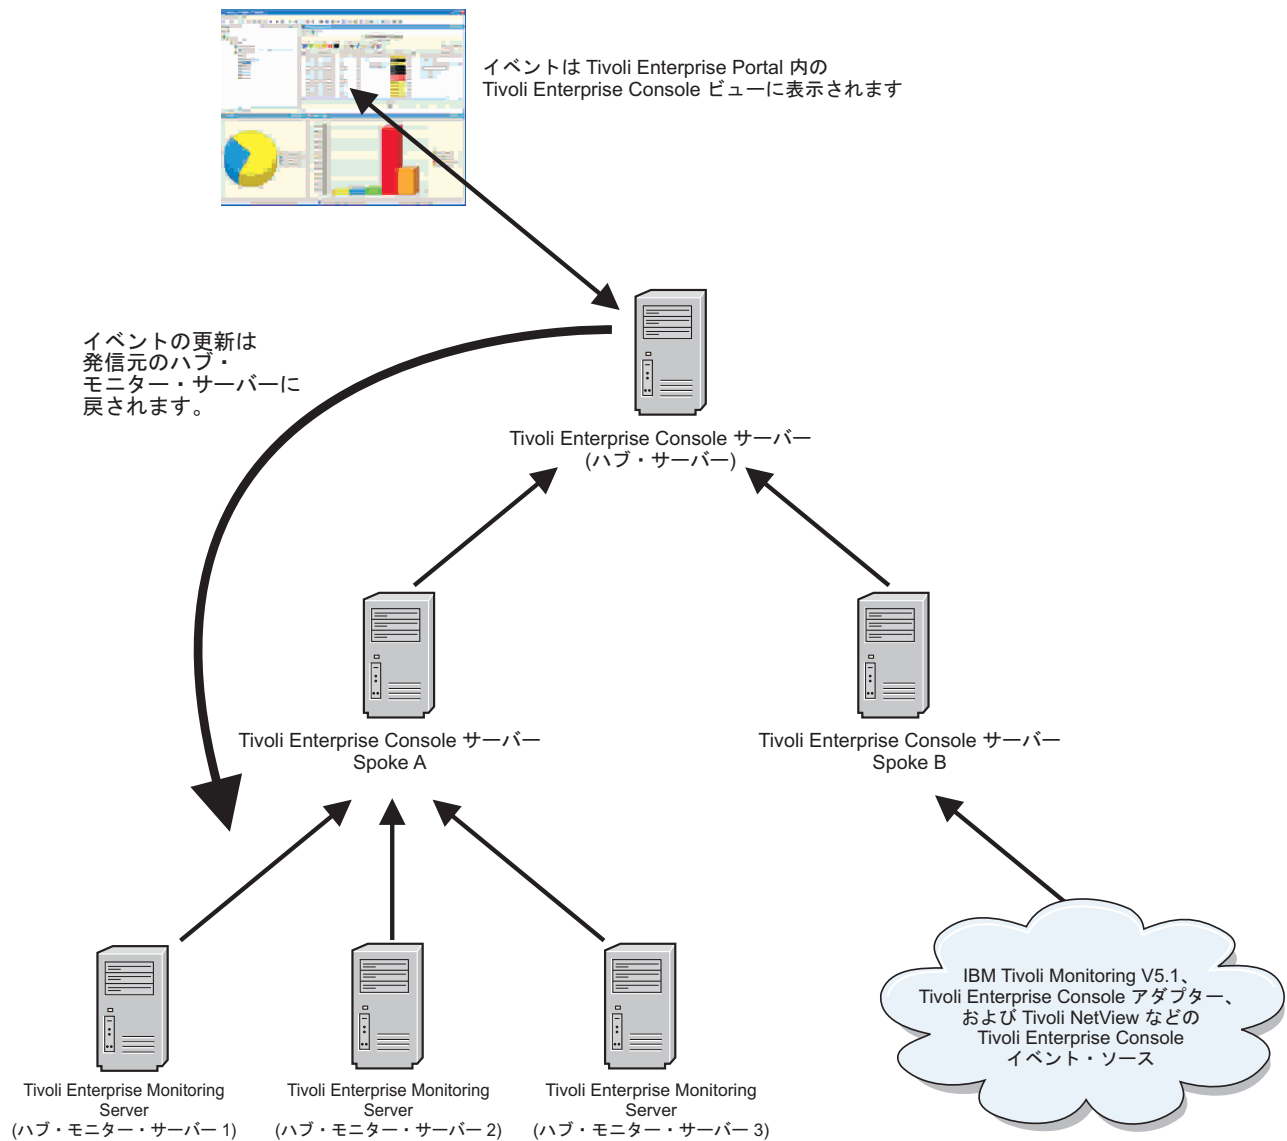 イベントは Tivoli Enterprise Portal 内の
Tivoli Enterprise Console ビューに表示されます
イベントの更新は
発信元のハブ・
モニター・サーバーに
戻されます。
Tivoli Enterprise Console サーバー
(ハブ・サーバー)
Tivoli Enterprise Console サーバー
Spoke A
Tivoli Enterprise Console サーバー
Spoke B
IBM Tivoli Monitoring V5.1、
Tivoli Enterprise Console アダプター、
および Tivoli NetView などの
Tivoli Enterprise Console
イベント・ソース
Tivoli Enterprise Monitoring
Server
(ハブ・モニター・サーバー 1)
Tivoli Enterprise Monitoring
Server
(ハブ・モニター・サーバー 2)
Tivoli Enterprise Monitoring
Server
(ハブ・モニター・サーバー 3)